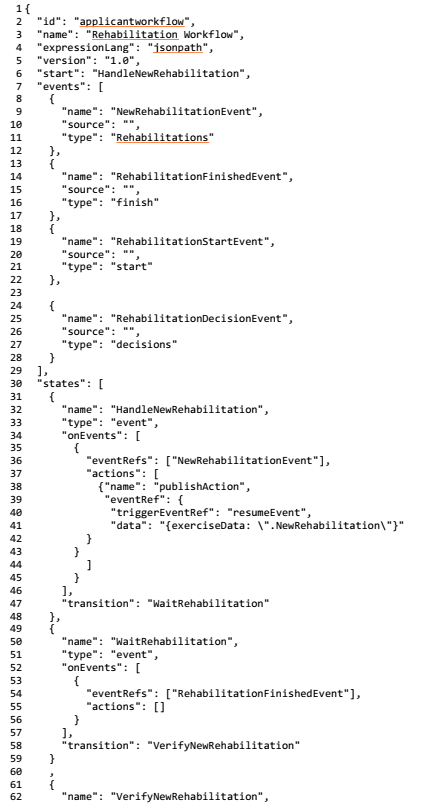 1 {
2 "id": "applicantworkflow",
3 "name": "Rehabilitation Workflow",
4 "expressionLang": "jsonpath",
5 "version": "1.0",
6 "start": "HandleNewRehabilitation",
7 "events": [
8 {
9 "name": "NewRehabilitationEvent",
10 "source": "",
11 "type": "Rehabilitations"
12 },
13 {
14 "name": "RehabilitationFinishedEvent",
15 "source": "",
16 "type": "finish"
17 },
18 {
19 "name": "RehabilitationStartEvent",
20 "source": "",
21 "type": "start"
22 },
23
24 {
25 "name": "RehabilitationDecisionEvent",
26 "source": "",
27 "type": "decisions"
28 }
29 ],
30 "states": [
31 {
32 "name": "HandleNewRehabilitation",
33 "type": "event",
34 "onEvents": [
35 {
36 "eventRefs": ["NewRehabilitationEvent"],
37 "actions": [
38 {"name": "publishAction",
39 "eventRef": {
40 "triggerEventRef": "resumeEvent",
41 "data": "{exerciseData: \".NewRehabilitation\"}"
42 }
43 }
44 ]
45 }
46 ],
47 "transition": "WaitRehabilitation"
48 },
49 {
50 "name": "WaitRehabilitation",
51 "type": "event",
52 "onEvents": [
53 {
54 "eventRefs": ["RehabilitationFinishedEvent"],
55 "actions": []
56 }
57 ],
58 "transition": "VerifyNewRehabilitation"
59 }
60 ,
61 {
62 "name": "VerifyNewRehabilitation",